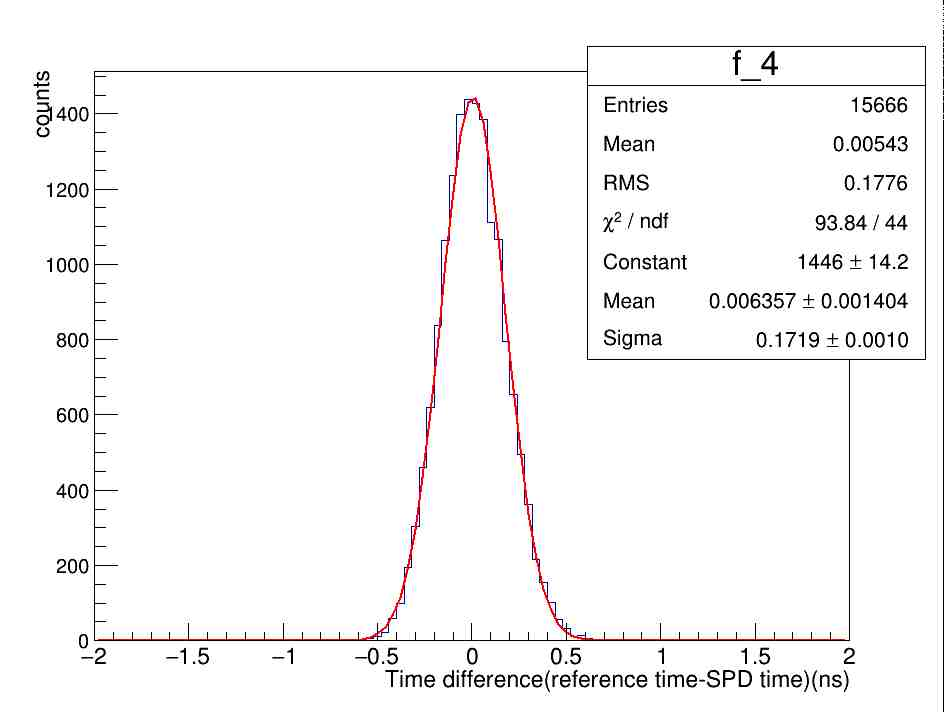 f_4
Entries 15666
Mean 0.00543
RMS 0.1776
χ² / ndf 93.84 / 44
Constant 1446 ± 14.2
Mean 0.006357 ± 0.001404
Sigma 0.1719 ± 0.0010
counts
1400
1200
1000
800
600
400
200
0
−2 −1.5 −1 −0.5 0 0.5 1 1.5 2
Time difference(reference time-SPD time)(ns)